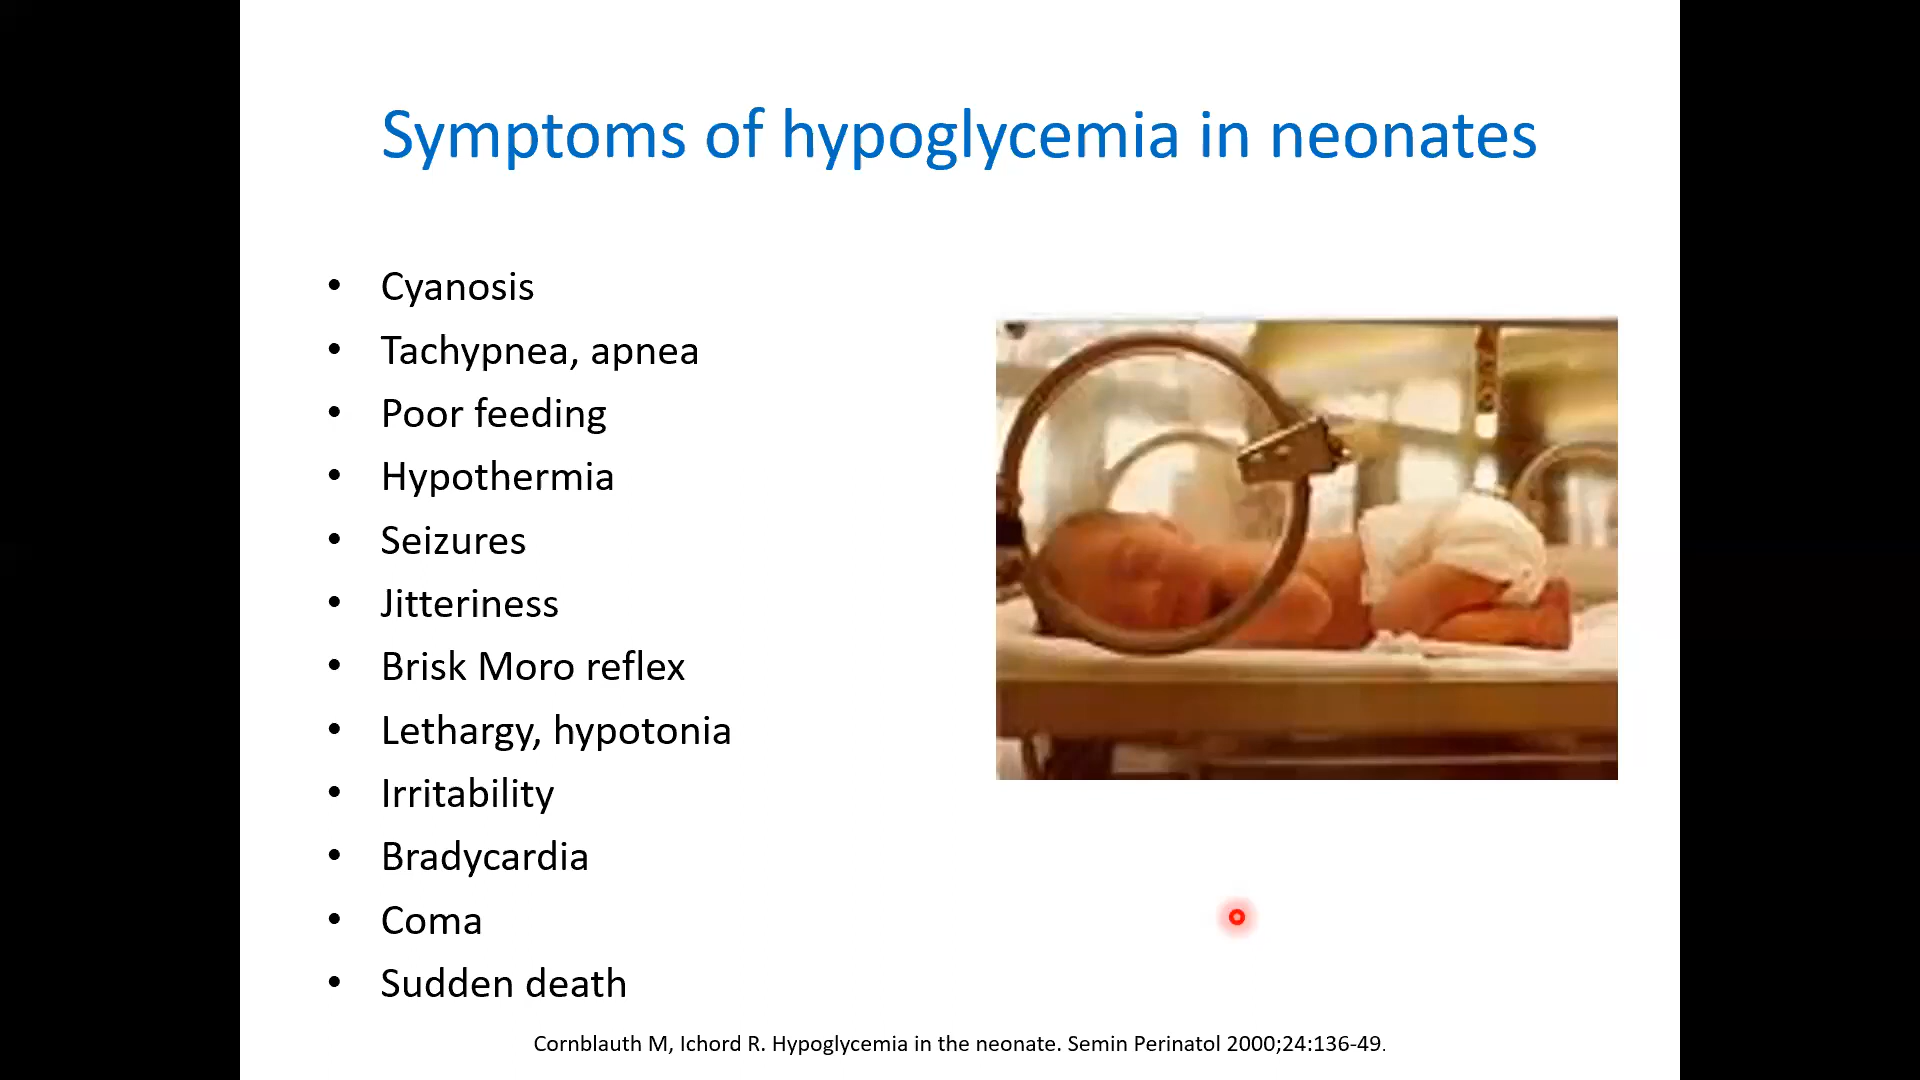 Symptoms of hypoglycemia in neonates
• Cyanosis
• Tachypnea, apnea
• Poor feeding
• Hypothermia
• Seizures
• Jitteriness
• Brisk Moro reflex
• Lethargy, hypotonia
• Irritability
• Bradycardia
• Coma
• Sudden death
Cornblauth M, Ichord R. Hypoglycemia in the neonate. Semin Perinatol 2000;24:136-49.